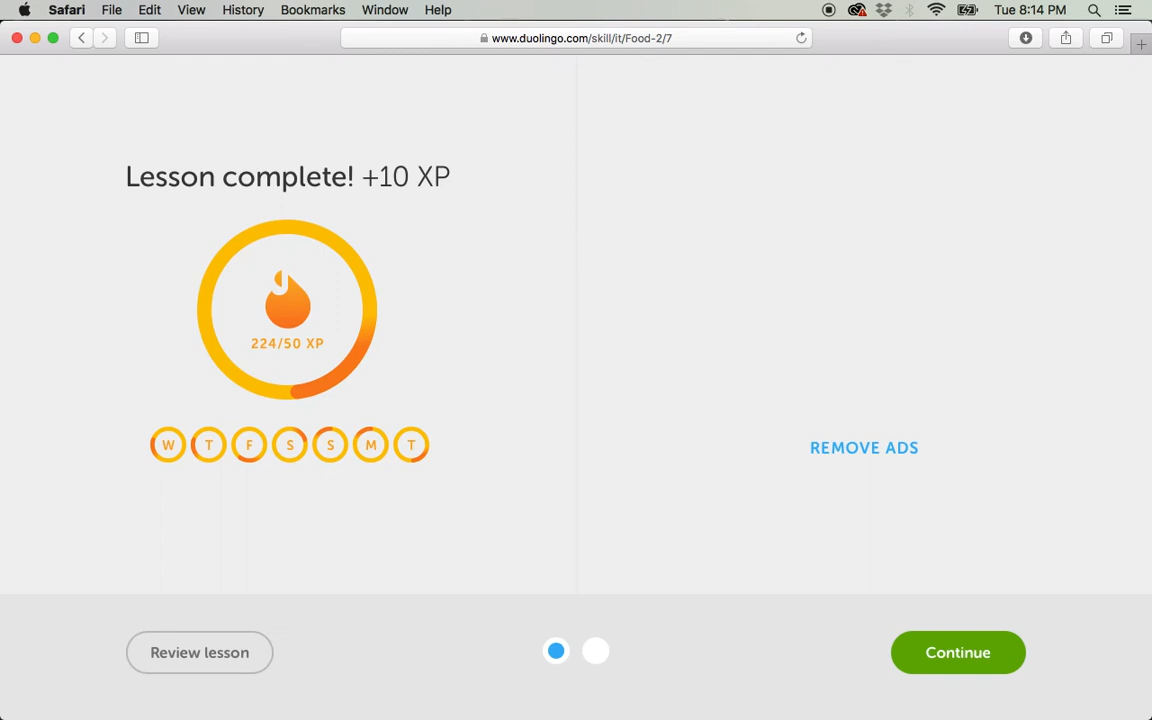 Safari File Edit View History Bookmarks Window Help Tue 8:14 PM
www.duolingo.com/skill/it/Food-2/7
Lesson complete! +10 XP
224/50 XP
W T F S S M T
REMOVE ADS
Review lesson
Continue